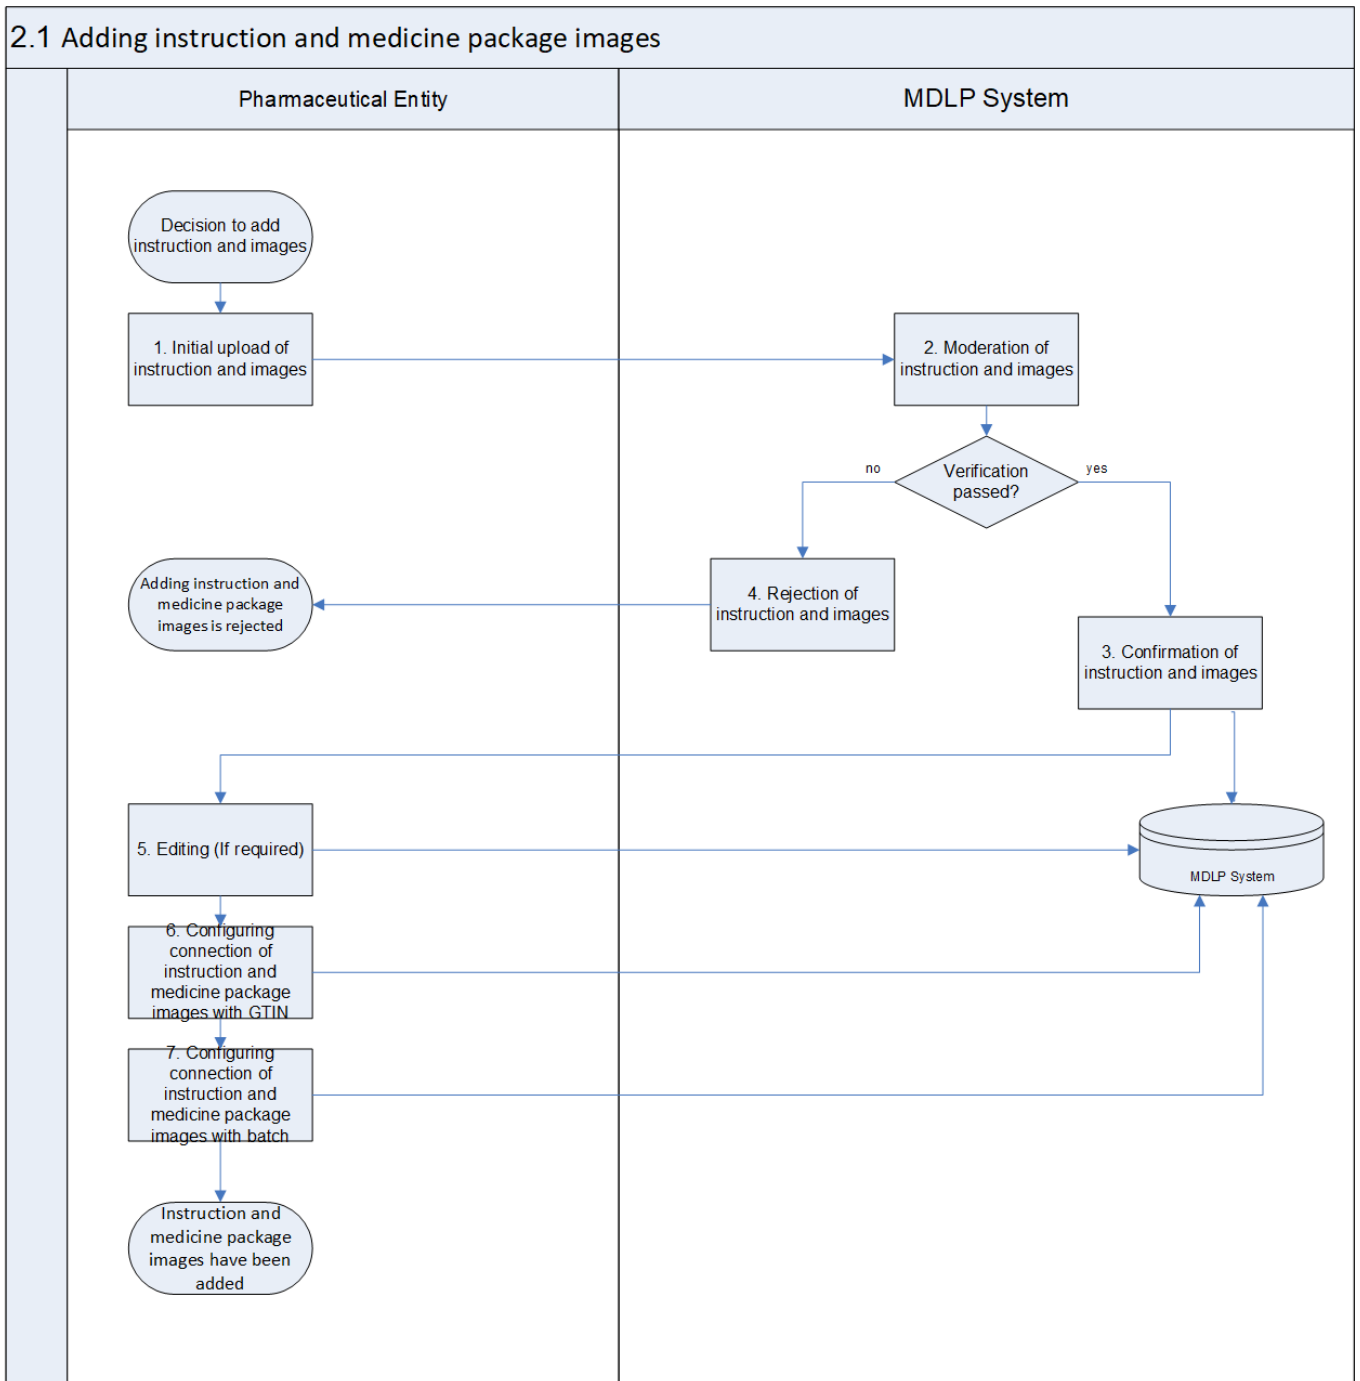 2.1 Adding instruction and medicine package images
Pharmaceutical Entity
MDLP System
Decision to add
instruction and images
1. Initial upload of
instruction and images
2. Moderation of
instruction and images
no
Verification
passed?
yes
Adding instruction and
medicine package
images is rejected
4. Rejection of
instruction and images
3. Confirmation of
instruction and images
5. Editing (If required)
MDLP System
6. Configuring
connection of
instruction and
medicine package
images with GTIN
7. Configuring
connection of
instruction and
medicine package
images with batch
Instruction and
medicine package
images have been
added